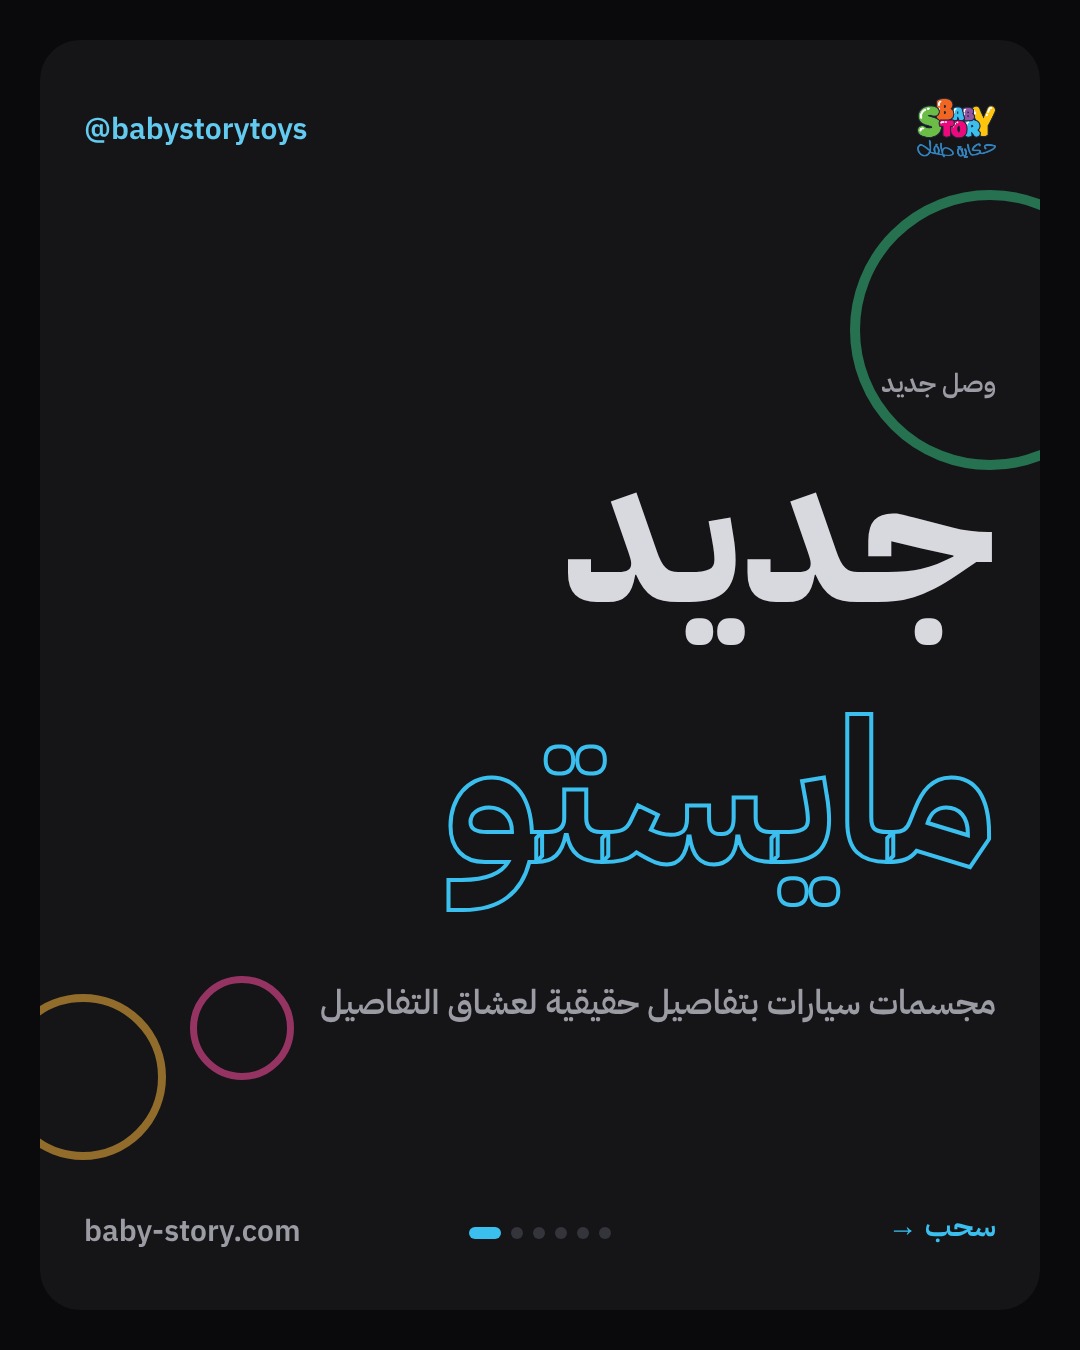 @babystorytoys
BABY STORY
حكاية طفل
وصل جديد
جديد
مايستو
مجسمات سيارات بتفاصيل حقيقية لعشاق التفاصيل
baby-story.com
سحب →